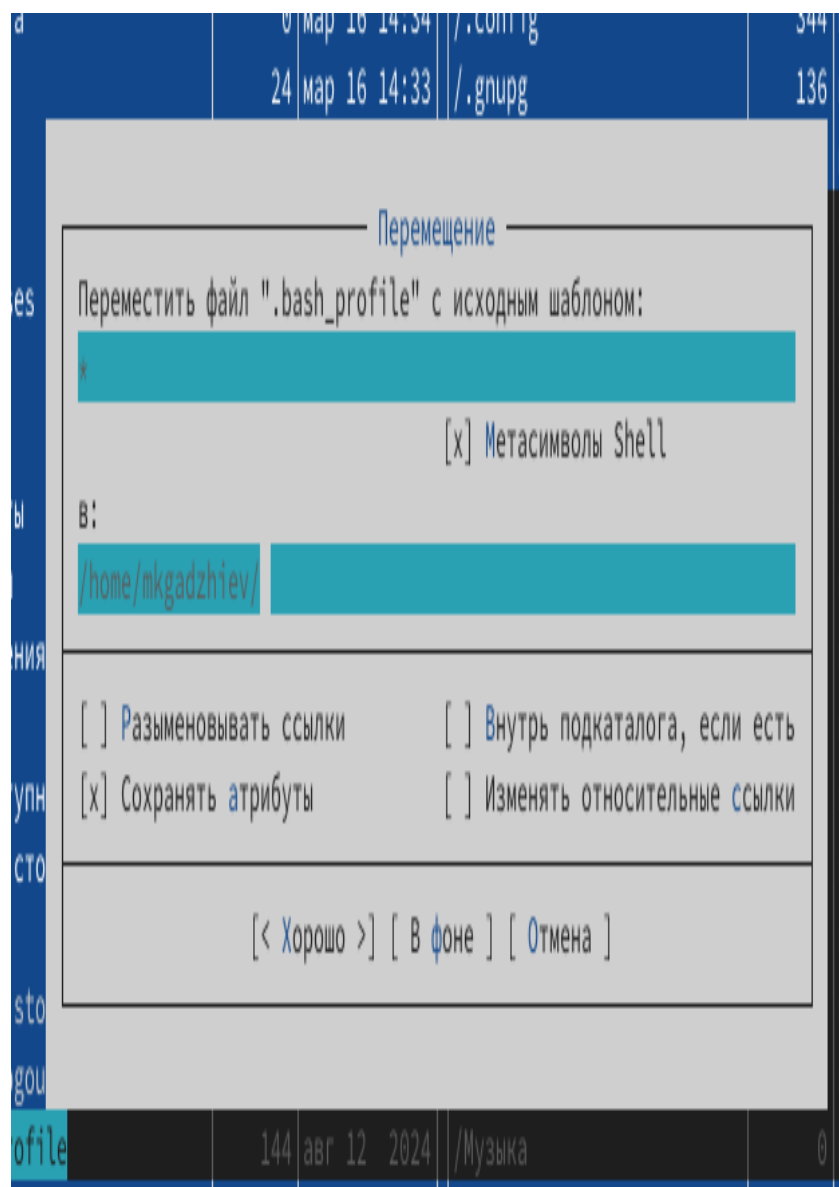 а 0 мар 16 14:34 /.config 344
24 мар 16 14:33 /.gnupg 136
Перемещение
Переместить файл ".bash_profile" с исходным шаблоном:
*
[x] Метасимволы Shell
в:
/home/mkgadzhiev/
[ ] Разыменовывать ссылки [ ] Внутрь подкаталога, если есть
[x] Сохранять атрибуты [ ] Изменять относительные ссылки
[< Хорошо >] [ В фоне ] [ Отмена ]
ofile 144 авг 12 2024 /Музыка 0